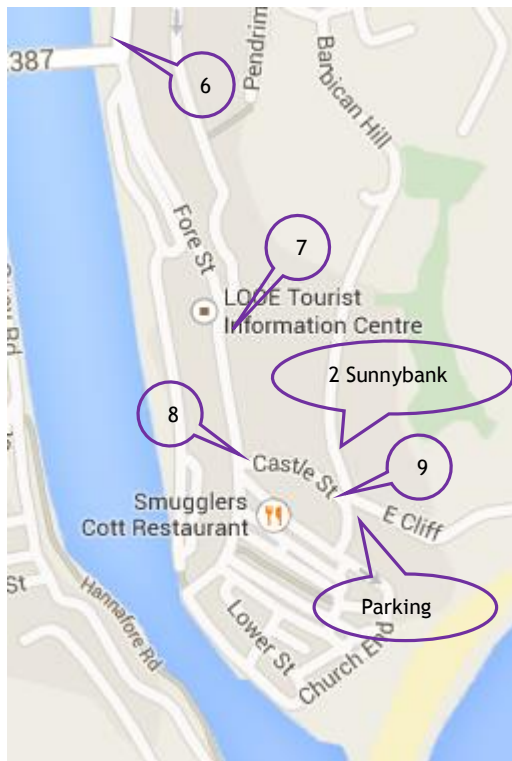 387
6
Pendrim
Barbican Hill
Fore St
7
LOOE Tourist
Information Centre
2 Sunnybank
8
Castle St
9
E Cliff
Smugglers
Cott Restaurant
St
Hannafore Rd
Parking
Lower St
Church End